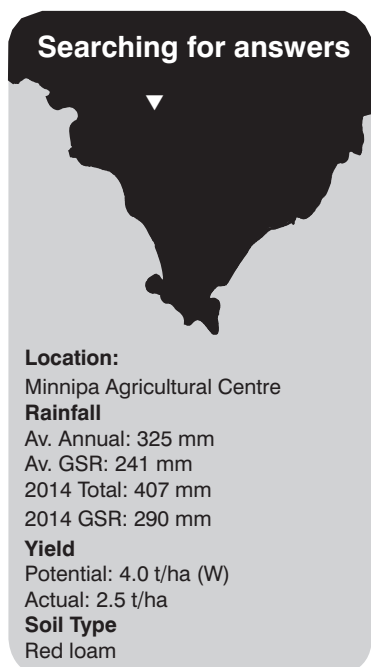 Searching for answers
Location:
Minnipa Agricultural Centre
Rainfall
Av. Annual: 325 mm
Av. GSR: 241 mm
2014 Total: 407 mm
2014 GSR: 290 mm
Yield
Potential: 4.0 t/ha (W)
Actual: 2.5 t/ha
Soil Type
Red loam